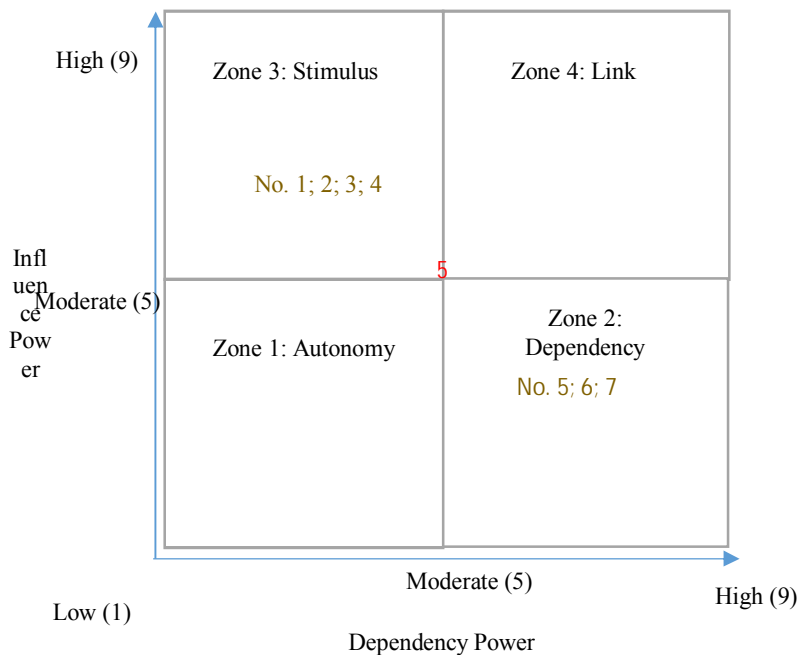 High (9)
Zone 3: Stimulus
Zone 4: Link
No. 1; 2; 3; 4
Infl
uen
ce
Pow
er
5
Moderate (5)
Zone 1: Autonomy
Zone 2:
Dependency
No. 5; 6; 7
Moderate (5)
High (9)
Low (1)
Dependency Power